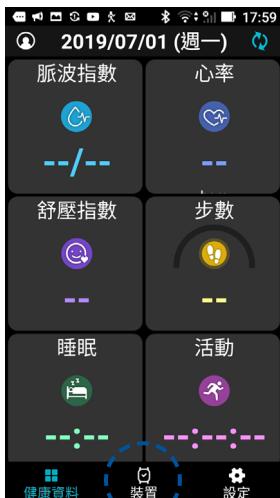 17:59
2019/07/01 (週一)
脈波指數
心率
--/--
--
舒壓指數
步數
--
--
睡眠
活動
--:--
--:--:--
健康資料
裝置
設定